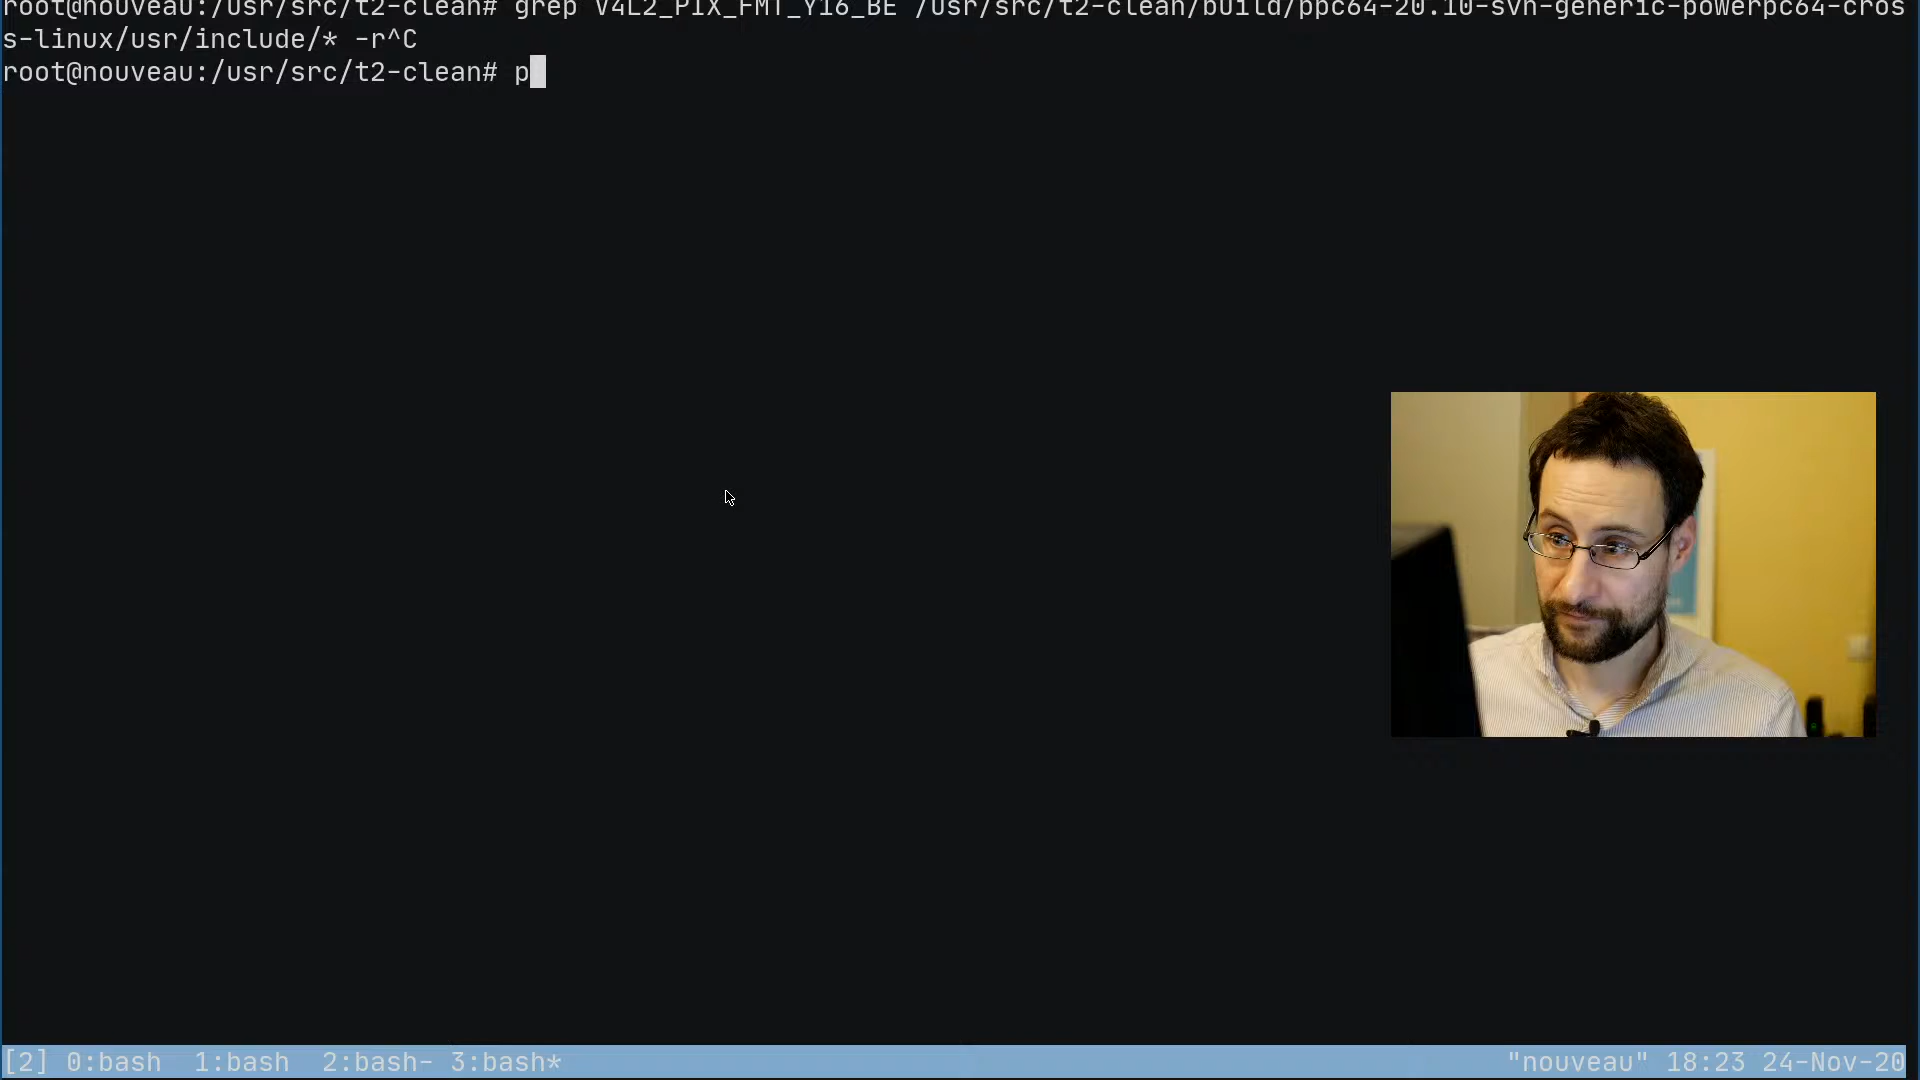 root@nouveau:/usr/src/t2-clean# grep V4L2_PIX_FMT_Y16_BE /usr/src/t2-clean/build/ppc64-20.10-svn-generic-powerpc64-cros
s-linux/usr/include/* -r^C
root@nouveau:/usr/src/t2-clean# p
[2] 0:bash  1:bash  2:bash- 3:bash* "nouveau" 18:23 24-Nov-20